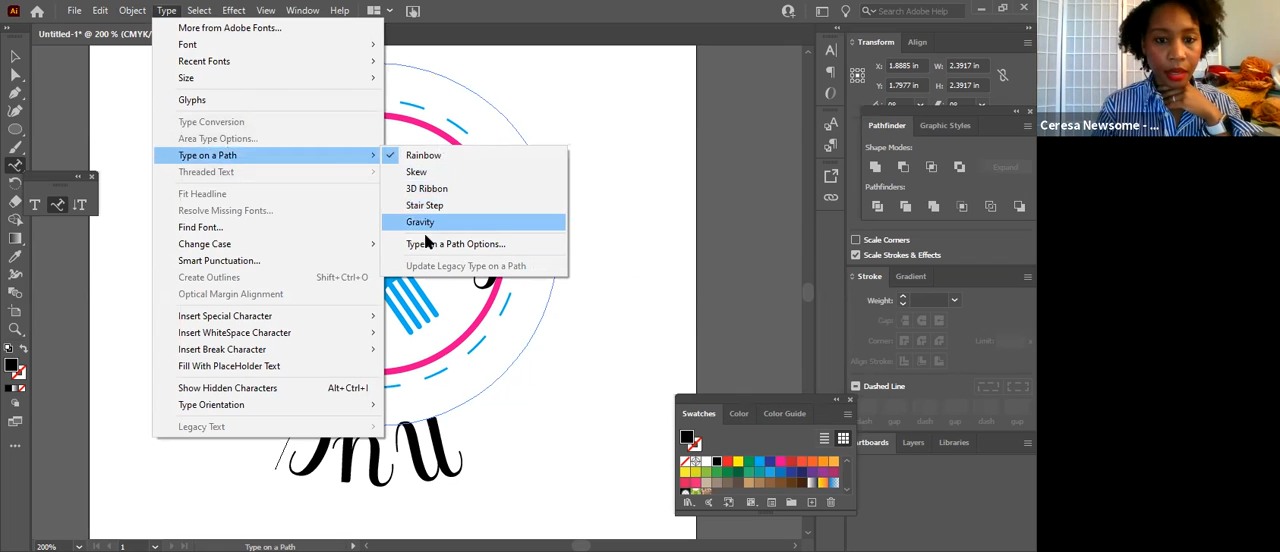 Ai
File
Edit
Object
Type
Select
Effect
View
Window
Help
Search Adobe Stock
Untitled-1* @ 200 % (CMYK/
More from Adobe Fonts...
Font
Recent Fonts
Size
Glyphs
Type Conversion
Area Type Options...
Type on a Path
Threaded Text
Fit Headline
Resolve Missing Fonts...
Find Font...
Change Case
Smart Punctuation...
Create Outlines Shift+Ctrl+O
Optical Margin Alignment
Insert Special Character
Insert WhiteSpace Character
Insert Break Character
Fill With PlaceHolder Text
Show Hidden Characters Alt+Ctrl+I
Type Orientation
Legacy Text
Rainbow
Skew
3D Ribbon
Stair Step
Gravity
Type on a Path Options...
Update Legacy Type on a Path
Transform Align
X: 1.8885 in W: 2.3917 in
Y: 1.7977 in H: 2.3917 in
Pathfinder Graphic Styles
Shape Modes:
Expand
Pathfinders:
Scale Corners
Scale Strokes & Effects
Stroke Gradient
Weight:
Cap:
Corner: Limit:
Align Stroke:
Dashed Line
dash gap dash gap dash gap
Swatches Color Color Guide
Artboards Layers Libraries
200% 1 Type on a Path
Ceresa Newsome - ...